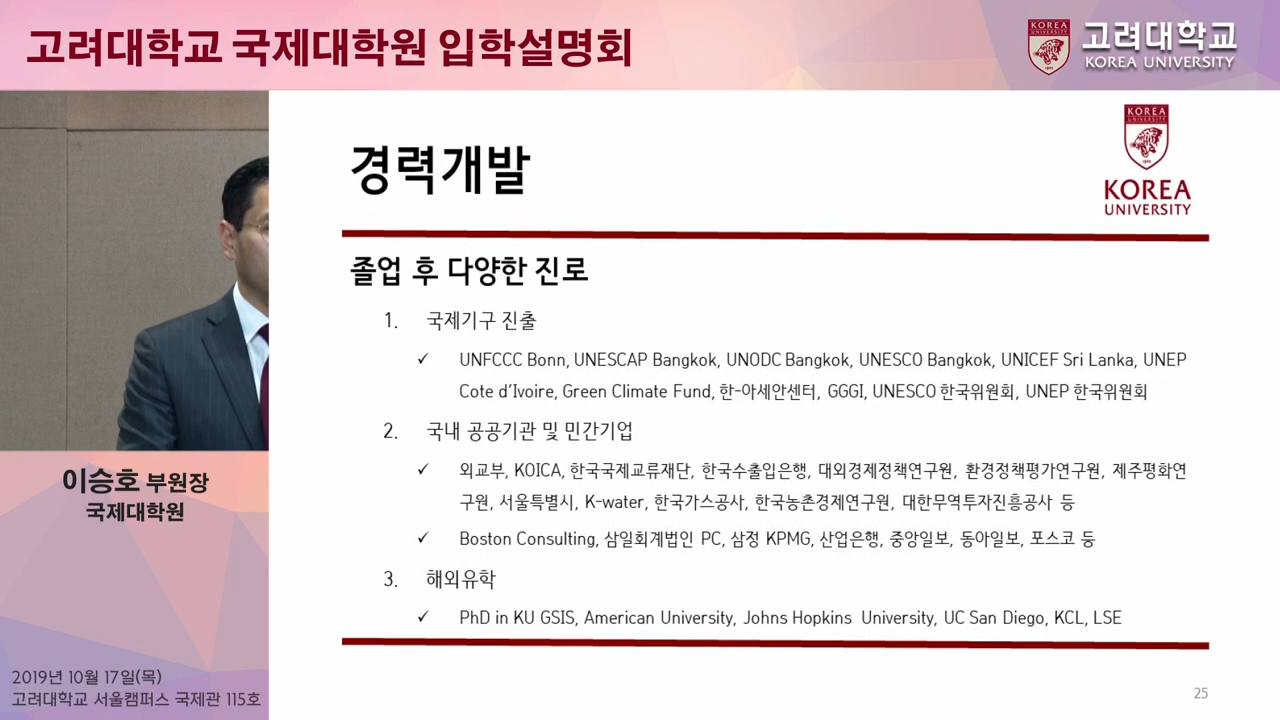 고려대학교 국제대학원 입학설명회
KOREA
UNIVERSITY
1905
고려대학교
KOREA UNIVERSITY
KOREA
UNIVERSITY
1905
KOREA
UNIVERSITY
경력개발
졸업 후 다양한 진로
1. 국제기구 진출
✓ UNFCCC Bonn, UNESCAP Bangkok, UNODC Bangkok, UNESCO Bangkok, UNICEF Sri Lanka, UNEP
Cote d’Ivoire, Green Climate Fund, 한-아세안센터, GGGI, UNESCO 한국위원회, UNEP 한국위원회
2. 국내 공공기관 및 민간기업
✓ 외교부, KOICA, 한국국제교류재단, 한국수출입은행, 대외경제정책연구원, 환경정책평가연구원, 제주평화연
구원, 서울특별시, K-water, 한국가스공사, 한국농촌경제연구원, 대한무역투자진흥공사 등
✓ Boston Consulting, 삼일회계법인 PC, 삼정 KPMG, 산업은행, 중앙일보, 동아일보, 포스코 등
3. 해외유학
✓ PhD in KU GSIS, American University, Johns Hopkins University, UC San Diego, KCL, LSE
이승호 부원장
국제대학원
2019년 10월 17일(목)
고려대학교 서울캠퍼스 국제관 115호
25